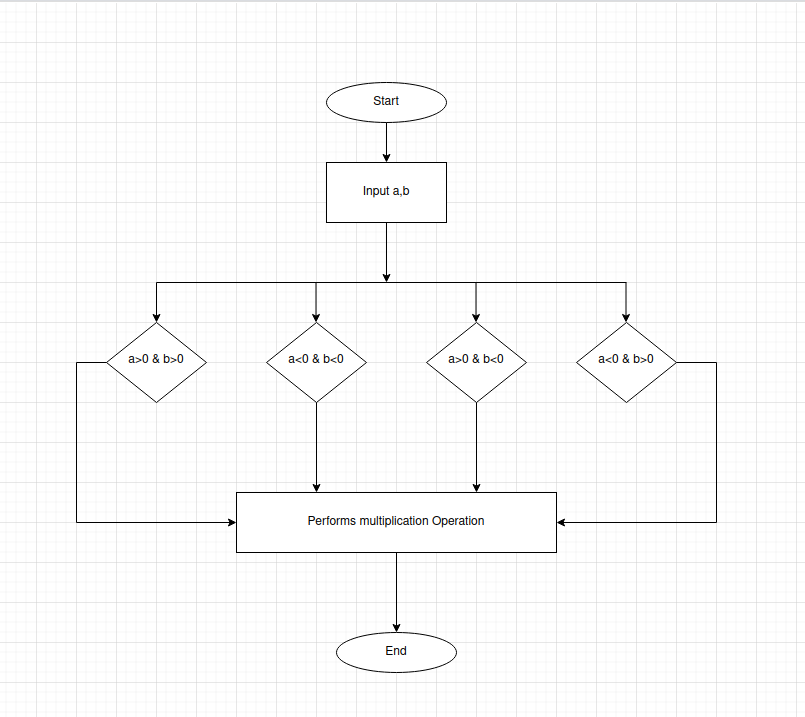 Start
Input a,b
a>0 & b>0
a<0 & b<0
a>0 & b<0
a<0 & b>0
Performs multiplication Operation
End